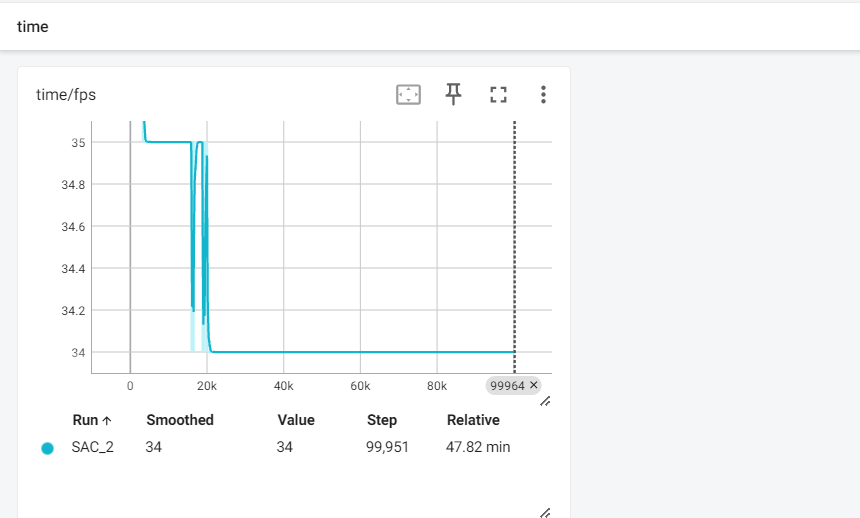 time
time/fps
35
34.8
34.6
34.4
34.2
34
0 20k 40k 60k 80k 99964 ✕
Run ↑ Smoothed Value Step Relative
SAC_2 34 34 99,951 47.82 min